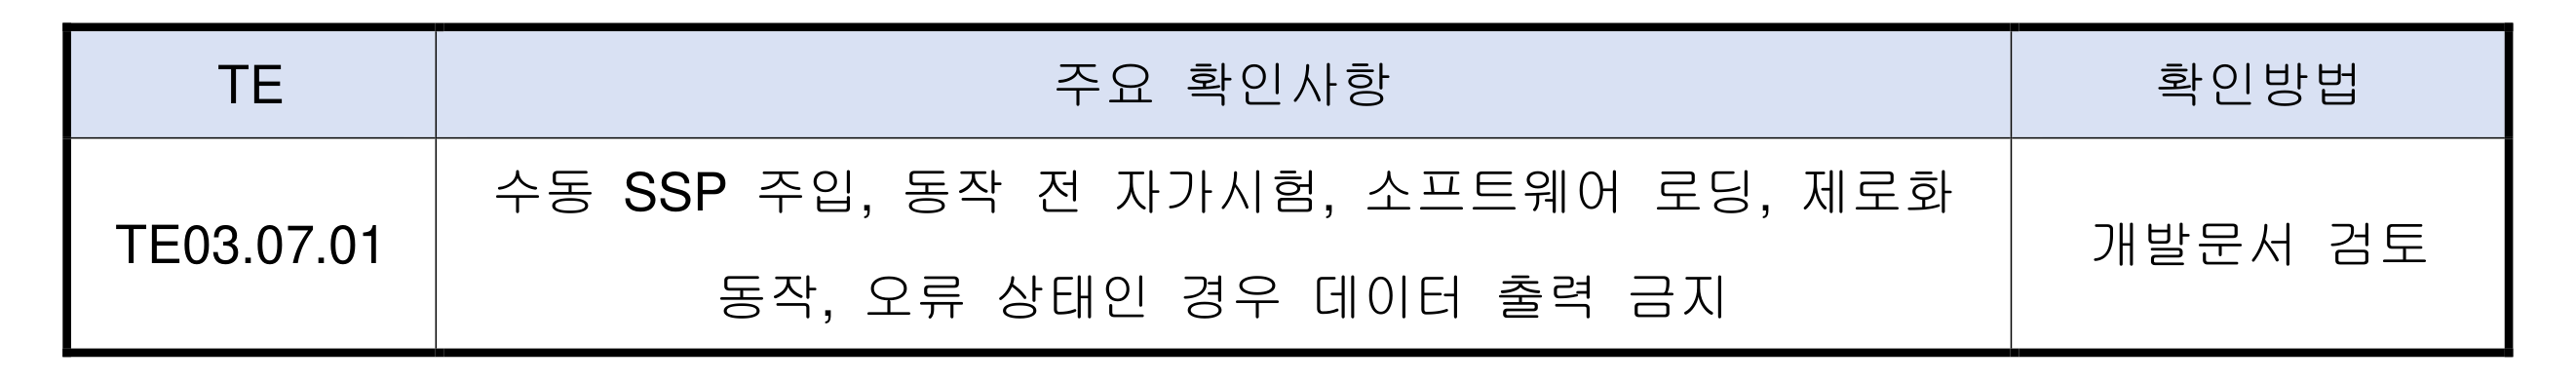 TE 주요 확인사항 확인방법
수동 SSP 주입, 동작 전 자가시험, 소프트웨어 로딩, 제로화
TE03.07.01 개발문서 검토
동작, 오류 상태인 경우 데이터 출력 금지